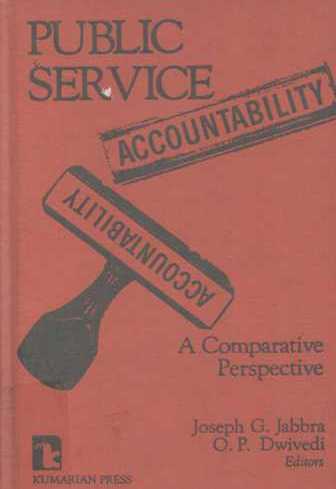 PUBLIC
SERVICE
ACCOUNTABILITY
ACCOUNTABILITY
A Comparative
Perspective
Joseph G. Jabbra
O. P. Dwivedi
Editors
KUMARIAN PRESS